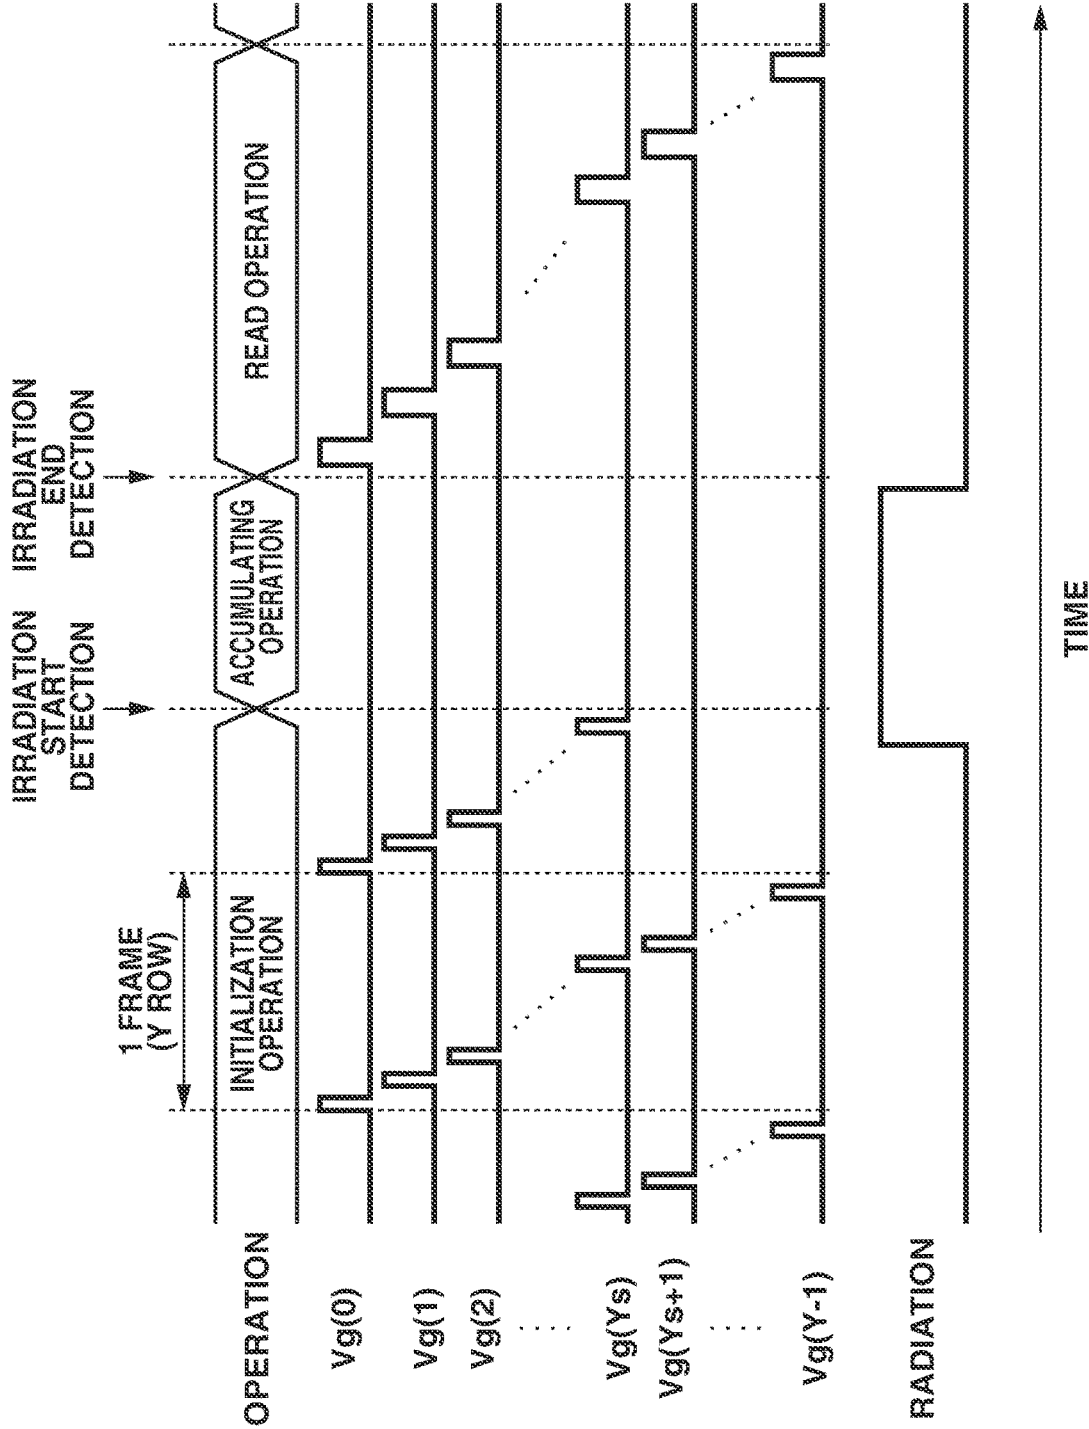 IRRADIATION
START
DETECTION
IRRADIATION
END
DETECTION
1 FRAME
(Y ROW)
OPERATION
INITIALIZATION
OPERATION
ACCUMULATING
OPERATION
READ OPERATION
Vg(0)
Vg(1)
Vg(2)
Vg(Ys)
Vg(Ys+1)
Vg(Y-1)
RADIATION
TIME